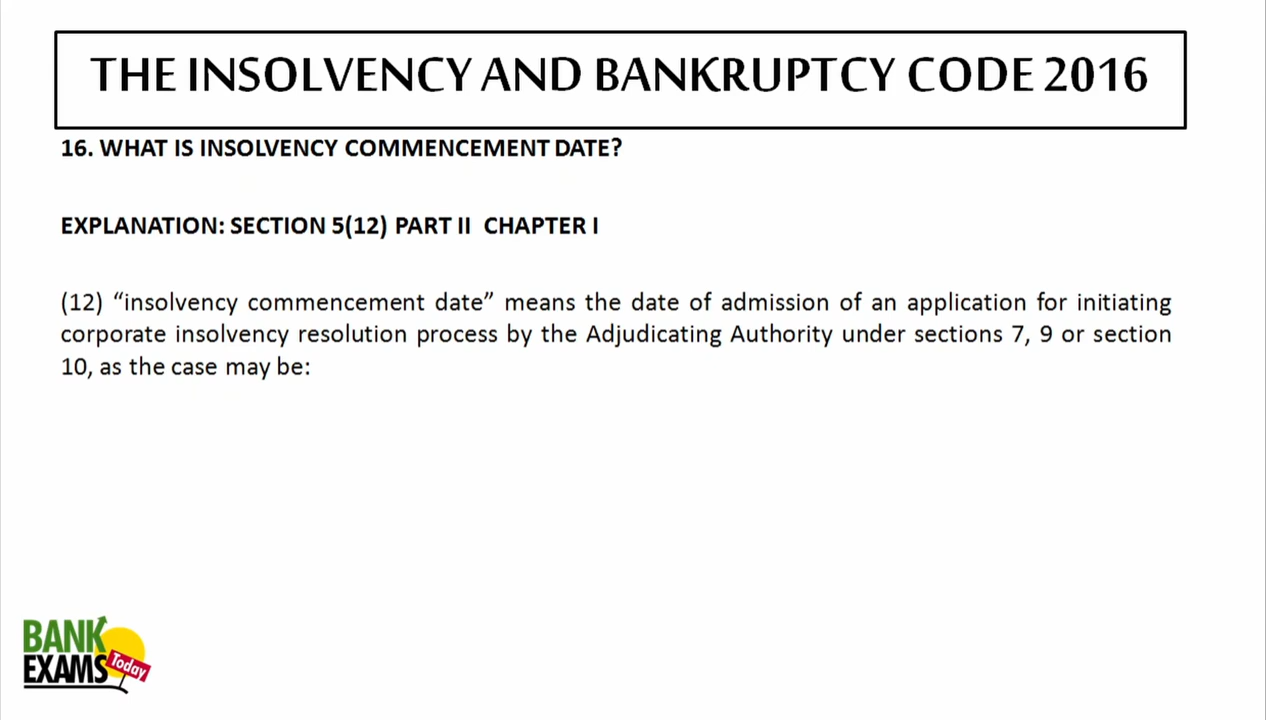 THE INSOLVENCY AND BANKRUPTCY CODE 2016
16. WHAT IS INSOLVENCY COMMENCEMENT DATE?
EXPLANATION: SECTION 5(12) PART II CHAPTER I
(12) “insolvency commencement date” means the date of admission of an application for initiating
corporate insolvency resolution process by the Adjudicating Authority under sections 7, 9 or section
10, as the case may be:
BANK
EXAMS
Today